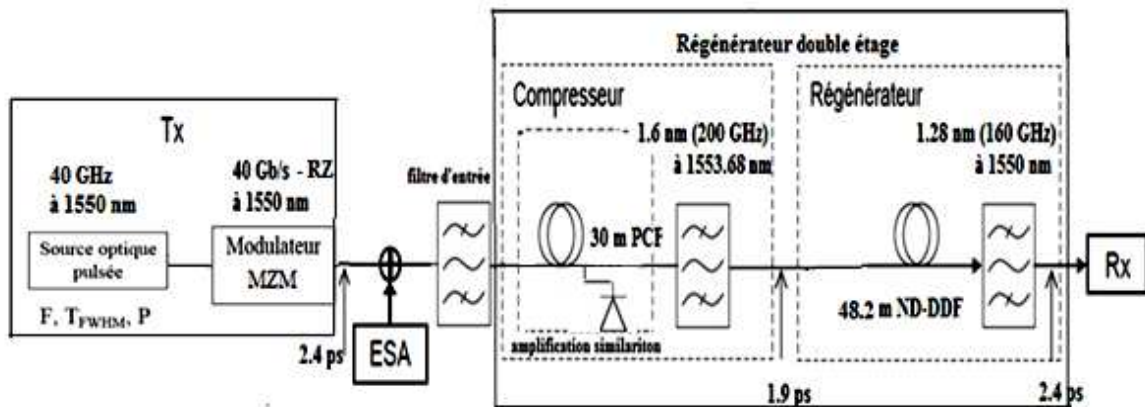 Régénérateur double étage
Tx
40 GHz
à 1550 nm
40 Gb/s - RZ
à 1550 nm
Source optique
pulsée
Modulateur
MZM
F, T_FWHM, P
2.4 ps
ESA
filtre d'entrée
Compresseur
1.6 nm (200 GHz)
à 1553.68 nm
30 m PCF
amplification similariton
1.9 ps
Régénérateur
1.28 nm (160 GHz)
à 1550 nm
48.2 m ND-DDF
2.4 ps
Rx